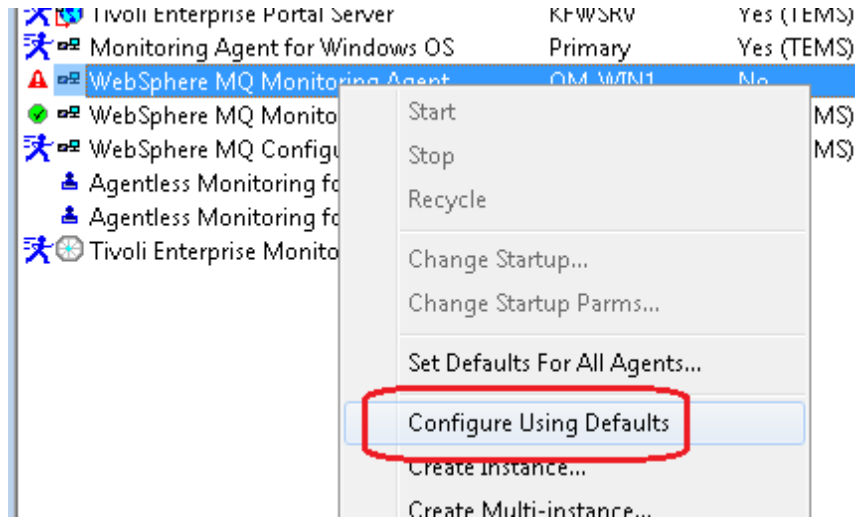 Tivoli Enterprise Portal Server KFWSRV Yes (TEMS)
Monitoring Agent for Windows OS Primary Yes (TEMS)
WebSphere MQ Monitoring Agent QM_WIN1 No
WebSphere MQ Monito MS)
WebSphere MQ Configu MS)
Agentless Monitoring fo
Agentless Monitoring fo
Tivoli Enterprise Monito
Start
Stop
Recycle
Change Startup...
Change Startup Parms...
Set Defaults For All Agents...
Configure Using Defaults
Create Instance...
Create Multi-instance...